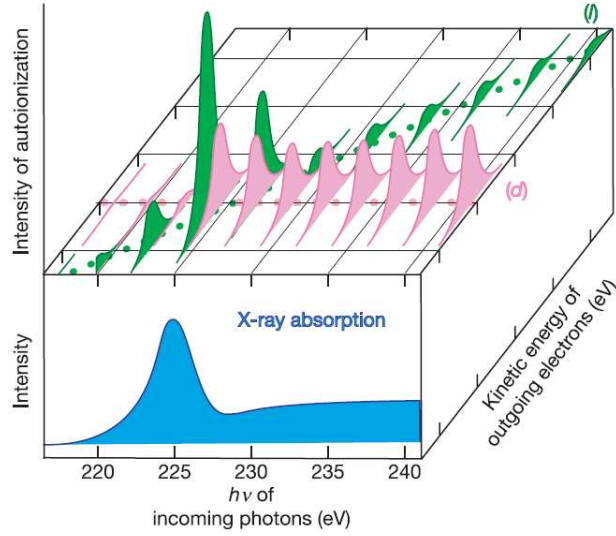 (l)
Intensity of autoionization
(d)
X-ray absorption
Intensity
Kinetic energy of
outgoing electrons (eV)
220 225 230 235 240
hν of
incoming photons (eV)